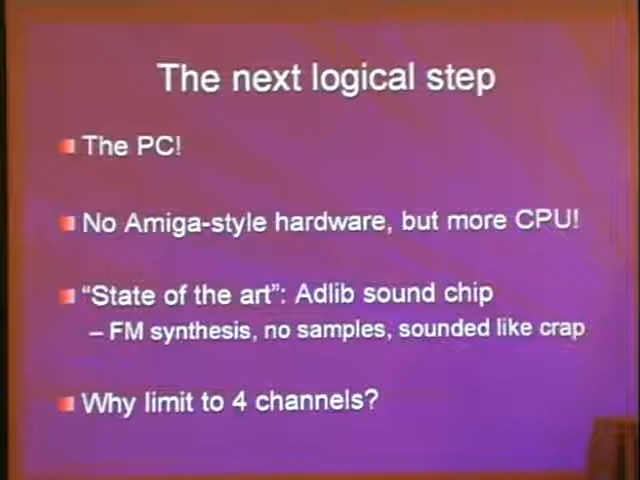 The next logical step
The PC!
No Amiga-style hardware, but more CPU!
“State of the art”: Adlib sound chip
– FM synthesis, no samples, sounded like crap
Why limit to 4 channels?